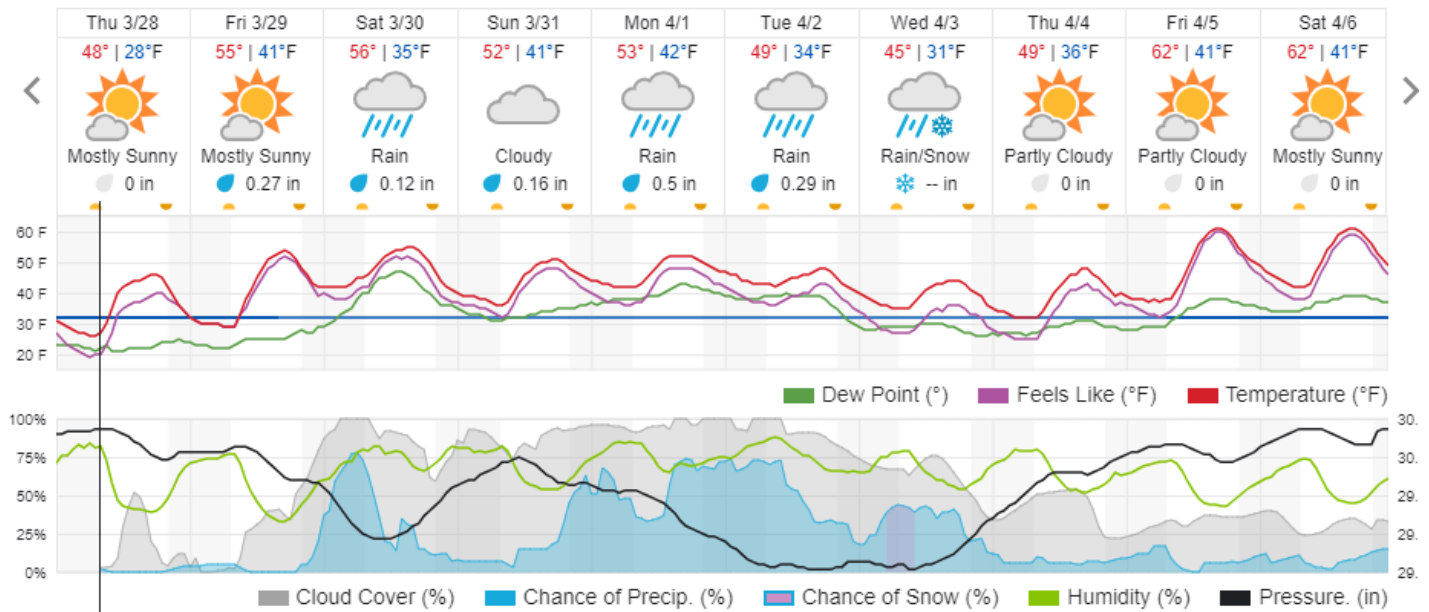 Thu 3/28 Fri 3/29 Sat 3/30 Sun 3/31 Mon 4/1 Tue 4/2 Wed 4/3 Thu 4/4 Fri 4/5 Sat 4/6
48° | 28°F 55° | 41°F 56° | 35°F 52° | 41°F 53° | 42°F 49° | 34°F 45° | 31°F 49° | 36°F 62° | 41°F 62° | 41°F
Mostly Sunny Mostly Sunny Rain Cloudy Rain Rain Rain/Snow Partly Cloudy Partly Cloudy Mostly Sunny
0 in 0.27 in 0.12 in 0.16 in 0.5 in 0.29 in -- in 0 in 0 in 0 in
60 F
50 F
40 F
30 F
20 F
Dew Point (°) Feels Like (°F) Temperature (°F)
100% 30.
75% 30.
50% 29.
25% 29.
0% 29.
Cloud Cover (%) Chance of Precip. (%) Chance of Snow (%) Humidity (%) Pressure. (in)